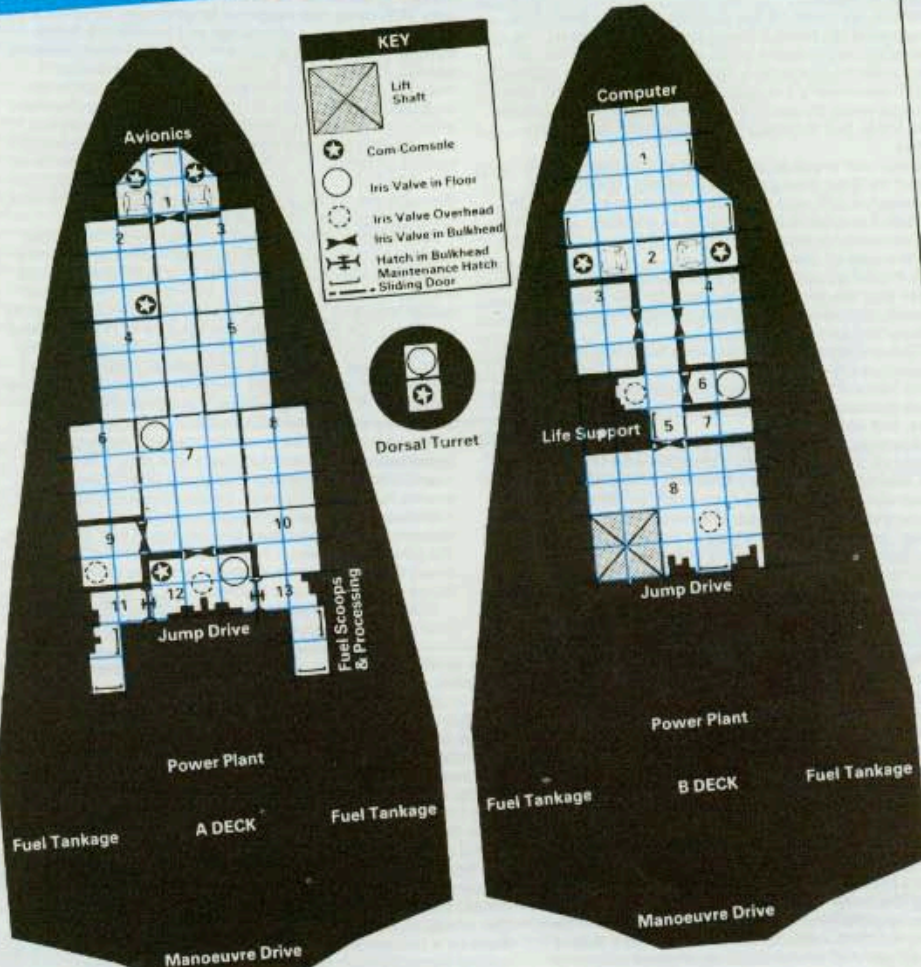 KEY
Lift
Shaft
Com-Comsole
Iris Valve in Floor
Iris Valve Overhead
Iris Valve in Bulkhead
Hatch in Bulkhead
Maintenance Hatch
Sliding Door
Avionics
1
2
3
4
5
6
7
8
9
10
11
12
13
Jump Drive
Fuel Scoops
& Processing
Power Plant
Fuel Tankage
A DECK
Fuel Tankage
Manoeuvre Drive
Dorsal Turret
Computer
1
2
3
4
6
Life Support
5
7
8
Jump Drive
Power Plant
Fuel Tankage
B DECK
Fuel Tankage
Manoeuvre Drive